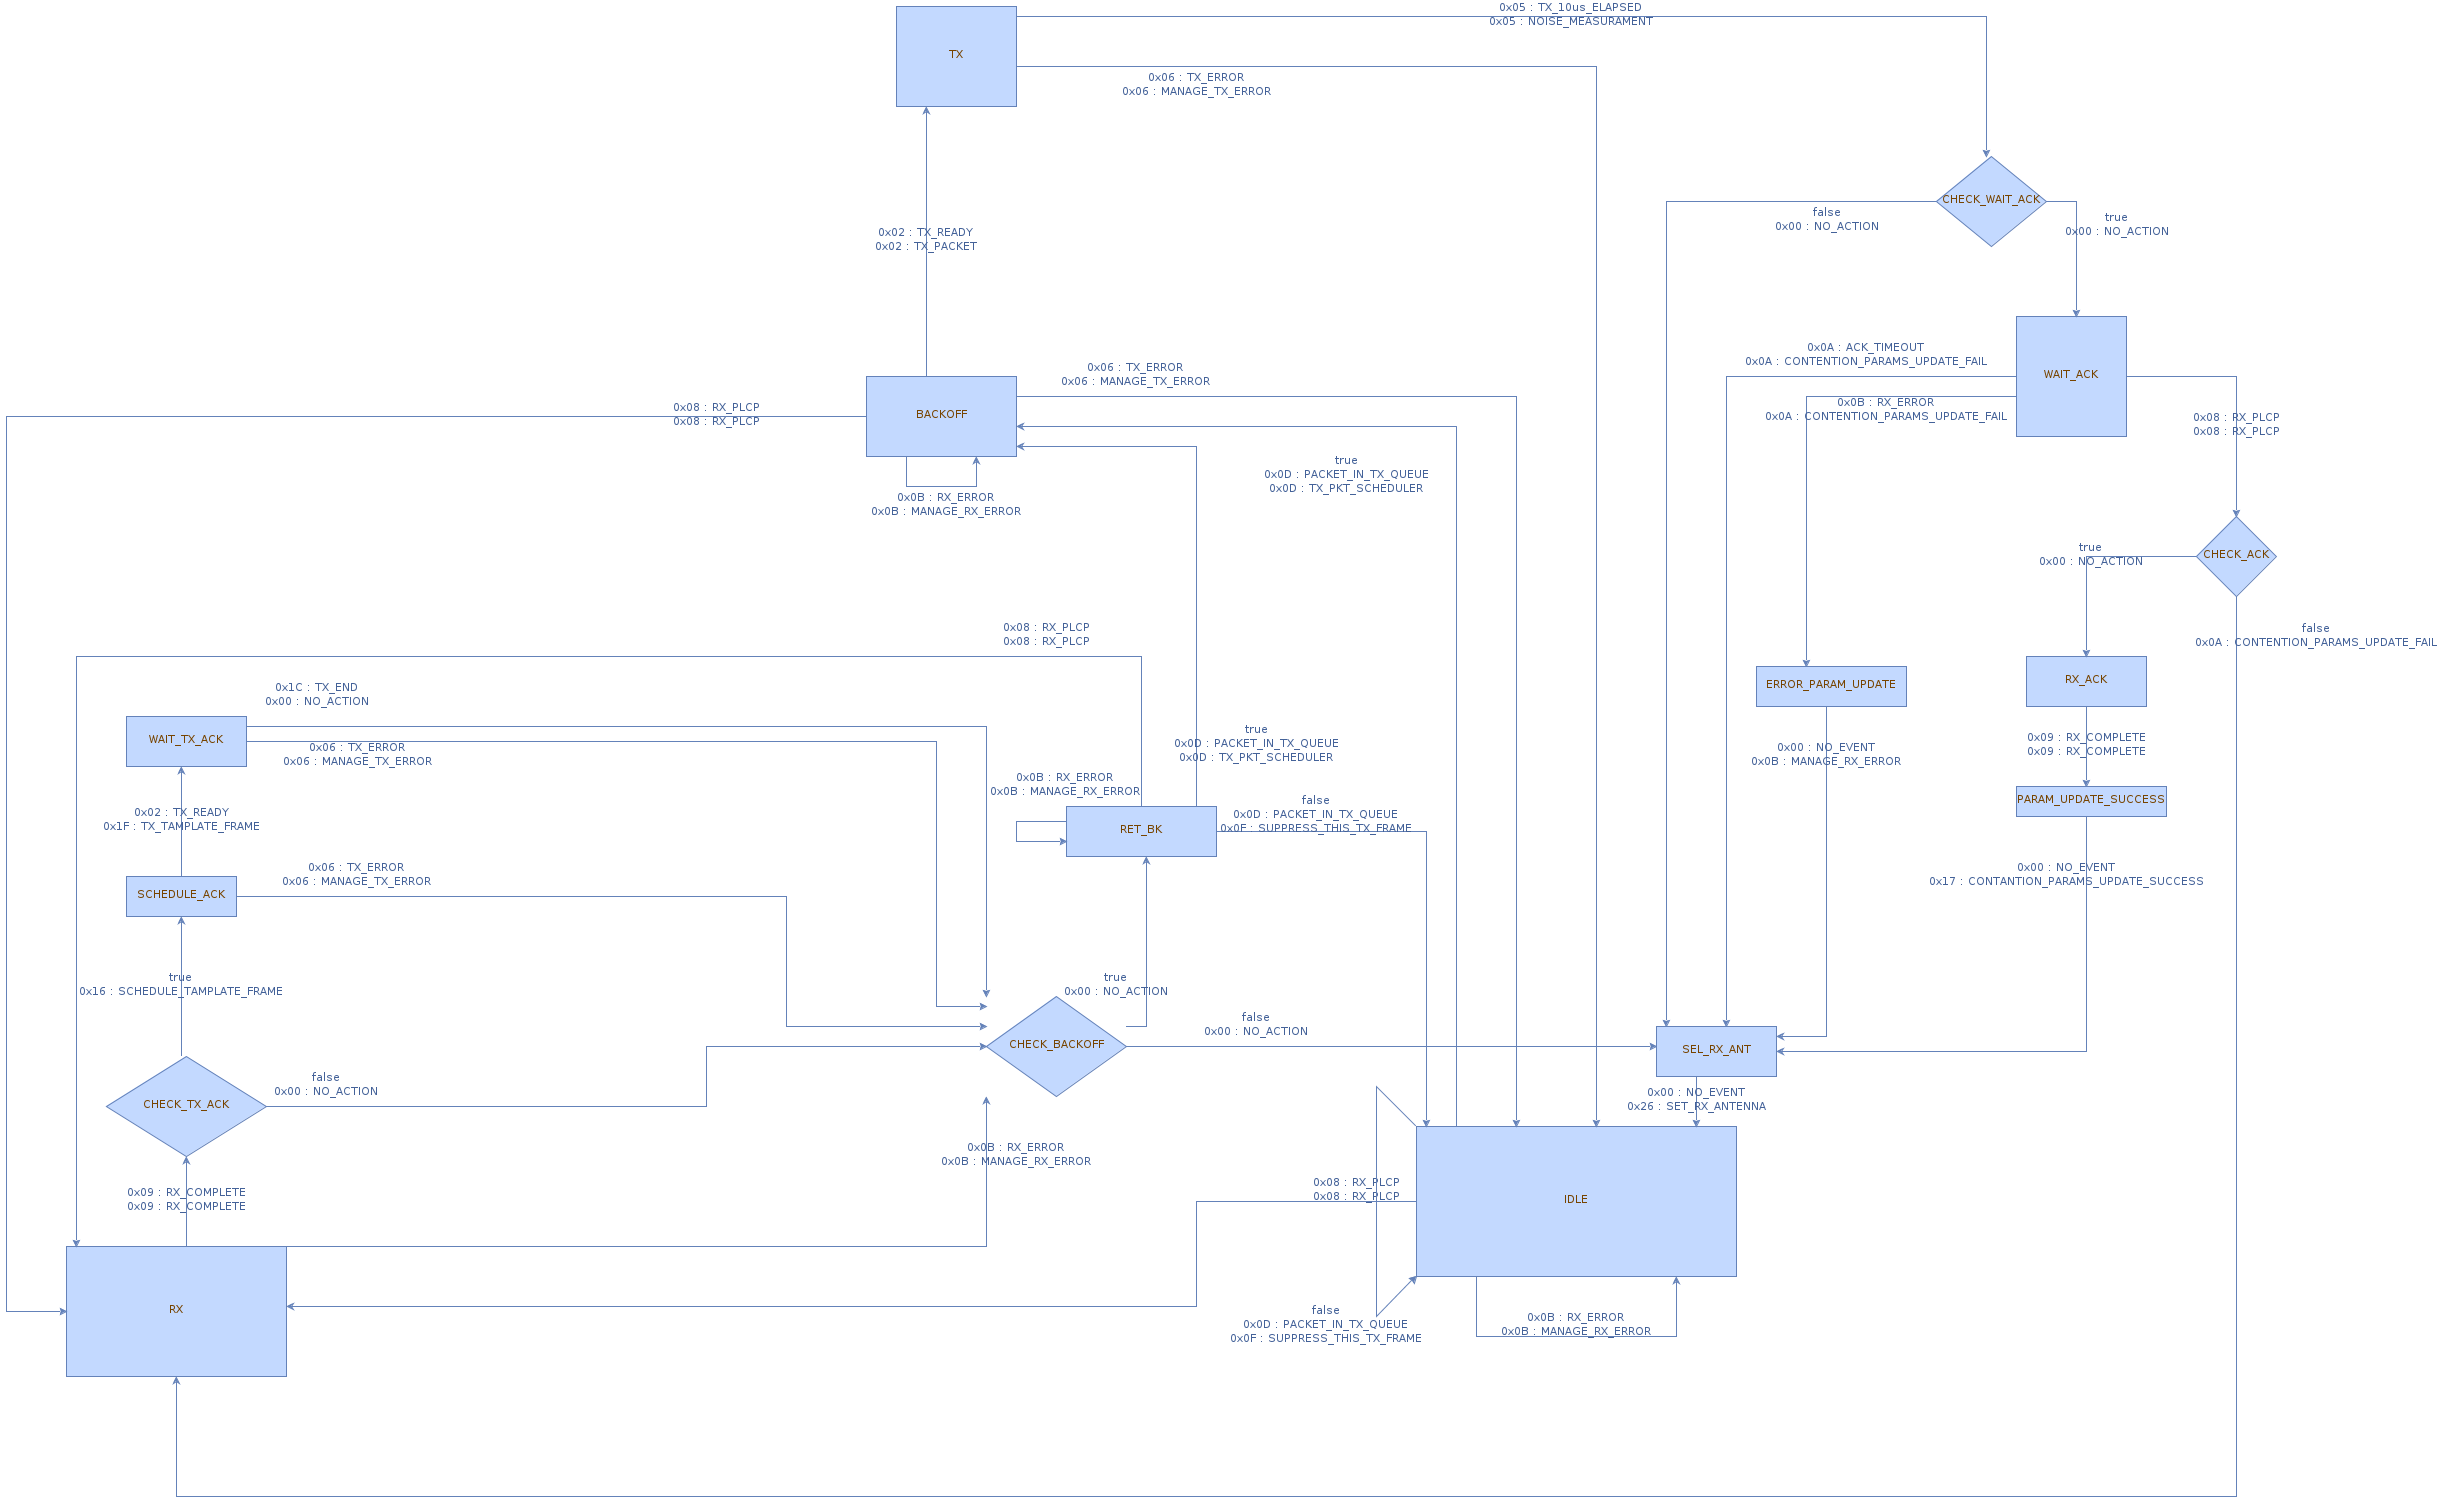 0x05 : TX_10us_ELAPSED
0x05 : NOISE_MEASURAMENT
TX
0x06 : TX_ERROR
0x06 : MANAGE_TX_ERROR
CHECK_WAIT_ACK
false
0x00 : NO_ACTION
true
0x00 : NO_ACTION
0x02 : TX_READY
0x02 : TX_PACKET
0x0A : ACK_TIMEOUT
0x0A : CONTENTION_PARAMS_UPDATE_FAIL
WAIT_ACK
0x06 : TX_ERROR
0x06 : MANAGE_TX_ERROR
0x0B : RX_ERROR
0x0A : CONTENTION_PARAMS_UPDATE_FAIL
0x08 : RX_PLCP
0x08 : RX_PLCP
BACKOFF
0x08 : RX_PLCP
0x08 : RX_PLCP
true
0x0D : PACKET_IN_TX_QUEUE
0x0D : TX_PKT_SCHEDULER
0x0B : RX_ERROR
0x0B : MANAGE_RX_ERROR
true
0x00 : NO_ACTION
CHECK_ACK
0x08 : RX_PLCP
0x08 : RX_PLCP
false
0x0A : CONTENTION_PARAMS_UPDATE_FAIL
0x1C : TX_END
0x00 : NO_ACTION
ERROR_PARAM_UPDATE
RX_ACK
WAIT_TX_ACK
0x06 : TX_ERROR
0x06 : MANAGE_TX_ERROR
true
0x0D : PACKET_IN_TX_QUEUE
0x0D : TX_PKT_SCHEDULER
0x00 : NO_EVENT
0x0B : MANAGE_RX_ERROR
0x09 : RX_COMPLETE
0x09 : RX_COMPLETE
0x0B : RX_ERROR
0x0B : MANAGE_RX_ERROR
false
0x0D : PACKET_IN_TX_QUEUE
0x0F : SUPPRESS_THIS_TX_FRAME
PARAM_UPDATE_SUCCESS
0x02 : TX_READY
0x1F : TX_TAMPLATE_FRAME
RET_BK
0x06 : TX_ERROR
0x06 : MANAGE_TX_ERROR
0x00 : NO_EVENT
0x17 : CONTANTION_PARAMS_UPDATE_SUCCESS
SCHEDULE_ACK
true
0x16 : SCHEDULE_TAMPLATE_FRAME
true
0x00 : NO_ACTION
false
0x00 : NO_ACTION
CHECK_BACKOFF
SEL_RX_ANT
false
0x00 : NO_ACTION
0x00 : NO_EVENT
0x26 : SET_RX_ANTENNA
CHECK_TX_ACK
0x0B : RX_ERROR
0x0B : MANAGE_RX_ERROR
0x09 : RX_COMPLETE
0x09 : RX_COMPLETE
0x08 : RX_PLCP
0x08 : RX_PLCP
IDLE
RX
false
0x0D : PACKET_IN_TX_QUEUE
0x0F : SUPPRESS_THIS_TX_FRAME
0x0B : RX_ERROR
0x0B : MANAGE_RX_ERROR